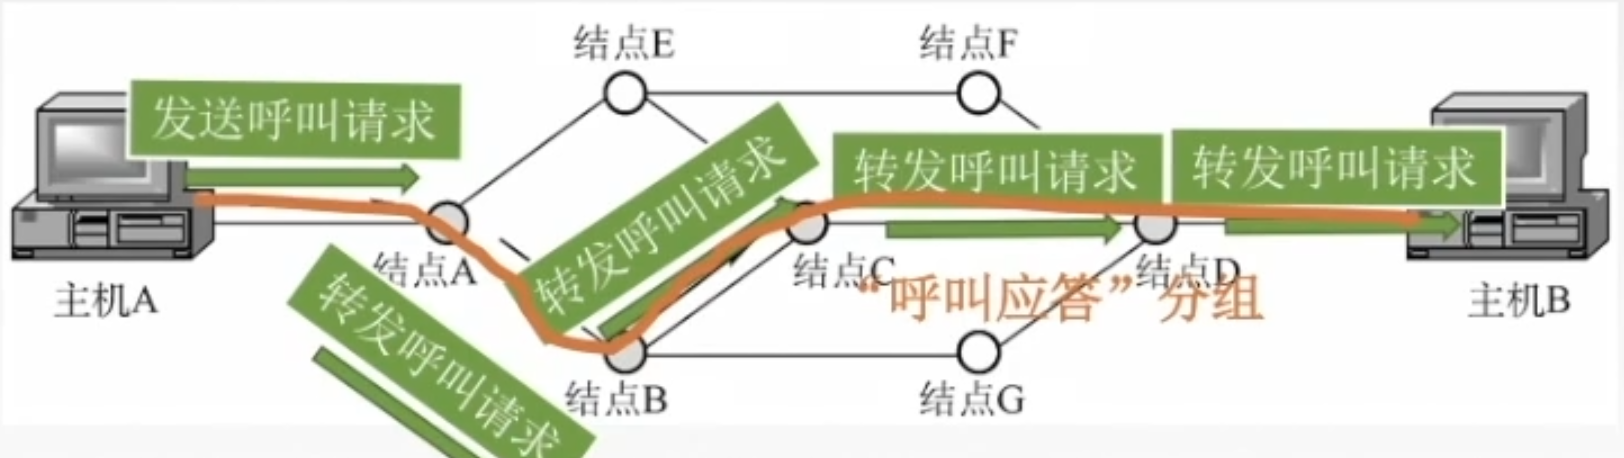 结点E
结点F
发送呼叫请求
转发呼叫请求
转发呼叫请求
转发呼叫请求
结点A
结点C
结点D
主机A
主机B
“呼叫应答”分组
转发呼叫请求
结点B
结点G